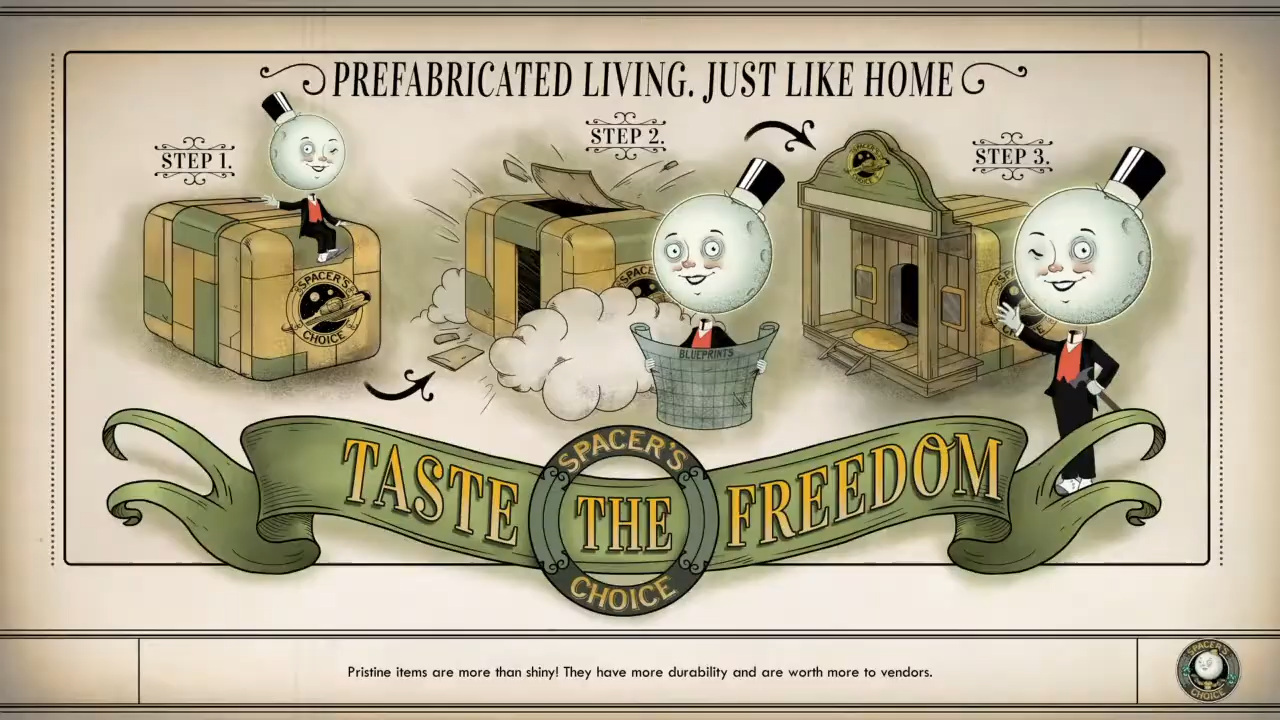 PREFABRICATED LIVING. JUST LIKE HOME
STEP 1.
STEP 2.
STEP 3.
SPACER'S
CHOICE
SPACER'S
BLUEPRINTS
SPACER'S
CHOICE
TASTE THE FREEDOM
SPACER'S
CHOICE
Pristine items are more than shiny! They have more durability and are worth more to vendors.
SPACER'S
CHOICE